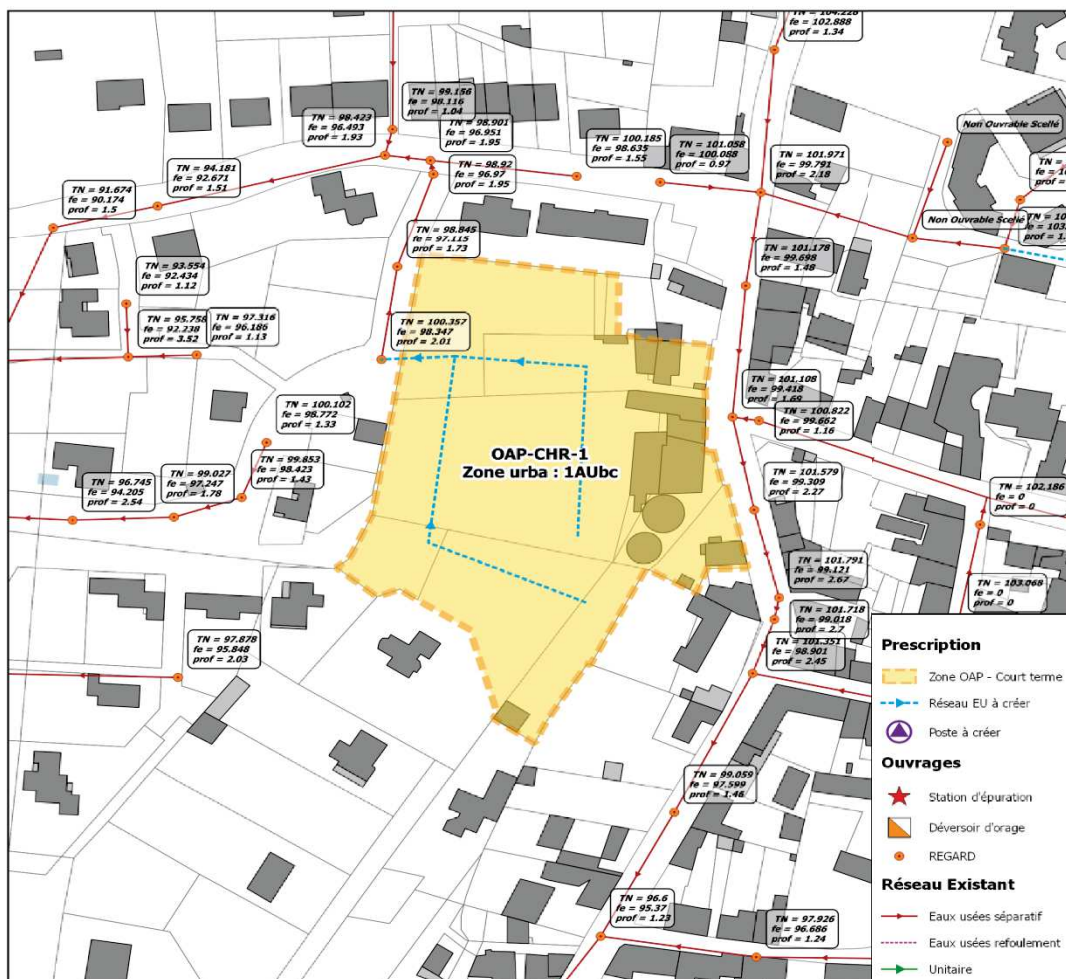 TN = 104.228
fe = 102.888
prof = 1.34
TN = 99.156
fe = 98.116
prof = 1.04
TN = 98.423
fe = 96.493
prof = 1.93
TN = 98.901
fe = 96.951
prof = 1.95
TN = 100.185
fe = 98.635
prof = 1.55
TN = 101.058
fe = 100.088
prof = 0.97
Non Ouvrable Scellé
TN = 101.971
fe = 99.791
prof = 2.18
TN = 94.181
fe = 92.671
prof = 1.51
TN = 98.92
fe = 96.97
prof = 1.95
TN = 91.674
fe = 90.174
prof = 1.5
Non Ouvrable Scellé
TN = 98.845
fe = 97.115
prof = 1.73
TN = 101.178
fe = 99.698
prof = 1.48
TN = 93.554
fe = 92.434
prof = 1.12
TN = 95.758
fe = 92.238
prof = 3.52
TN = 97.316
fe = 96.186
prof = 1.13
TN = 100.357
fe = 98.347
prof = 2.01
TN = 101.108
fe = 99.418
prof = 1.69
TN = 100.822
fe = 99.662
prof = 1.16
TN = 100.102
fe = 98.772
prof = 1.33
OAP-CHR-1
Zone urba : 1AUbc
TN = 99.853
fe = 98.423
prof = 1.43
TN = 99.027
fe = 97.247
prof = 1.78
TN = 96.745
fe = 94.205
prof = 2.54
TN = 101.579
fe = 99.309
prof = 2.27
TN = 102.186
fe = 0
prof = 0
TN = 101.791
fe = 99.121
prof = 2.67
TN = 103.068
fe = 0
prof = 0
TN = 101.718
fe = 99.018
prof = 2.7
TN = 101.351
fe = 98.901
prof = 2.45
TN = 97.878
fe = 95.848
prof = 2.03
TN = 99.059
fe = 97.599
prof = 1.46
TN = 96.6
fe = 95.37
prof = 1.23
TN = 97.926
fe = 96.686
prof = 1.24
Prescription
Zone OAP - Court terme
Réseau EU à créer
Poste à créer
Ouvrages
Station d'épuration
Déversoir d'orage
REGARD
Réseau Existant
Eaux usées séparatif
Eaux usées refoulement
Unitaire